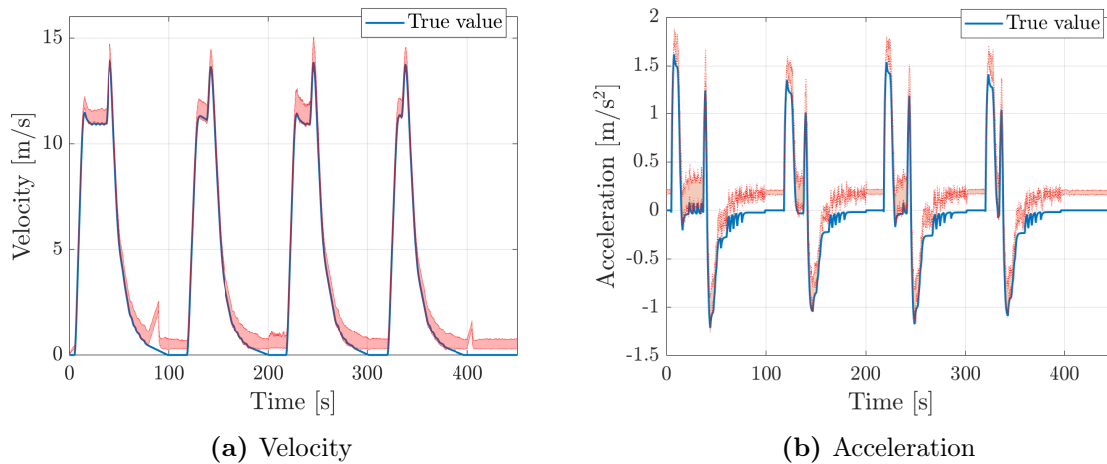 True value
15
10
5
0
Velocity [m/s]
0 100 200 300 400
Time [s]
(a) Velocity
True value
2
1.5
1
0.5
0
-0.5
-1
-1.5
Acceleration [m/s²]
0 100 200 300 400
Time [s]
(b) Acceleration